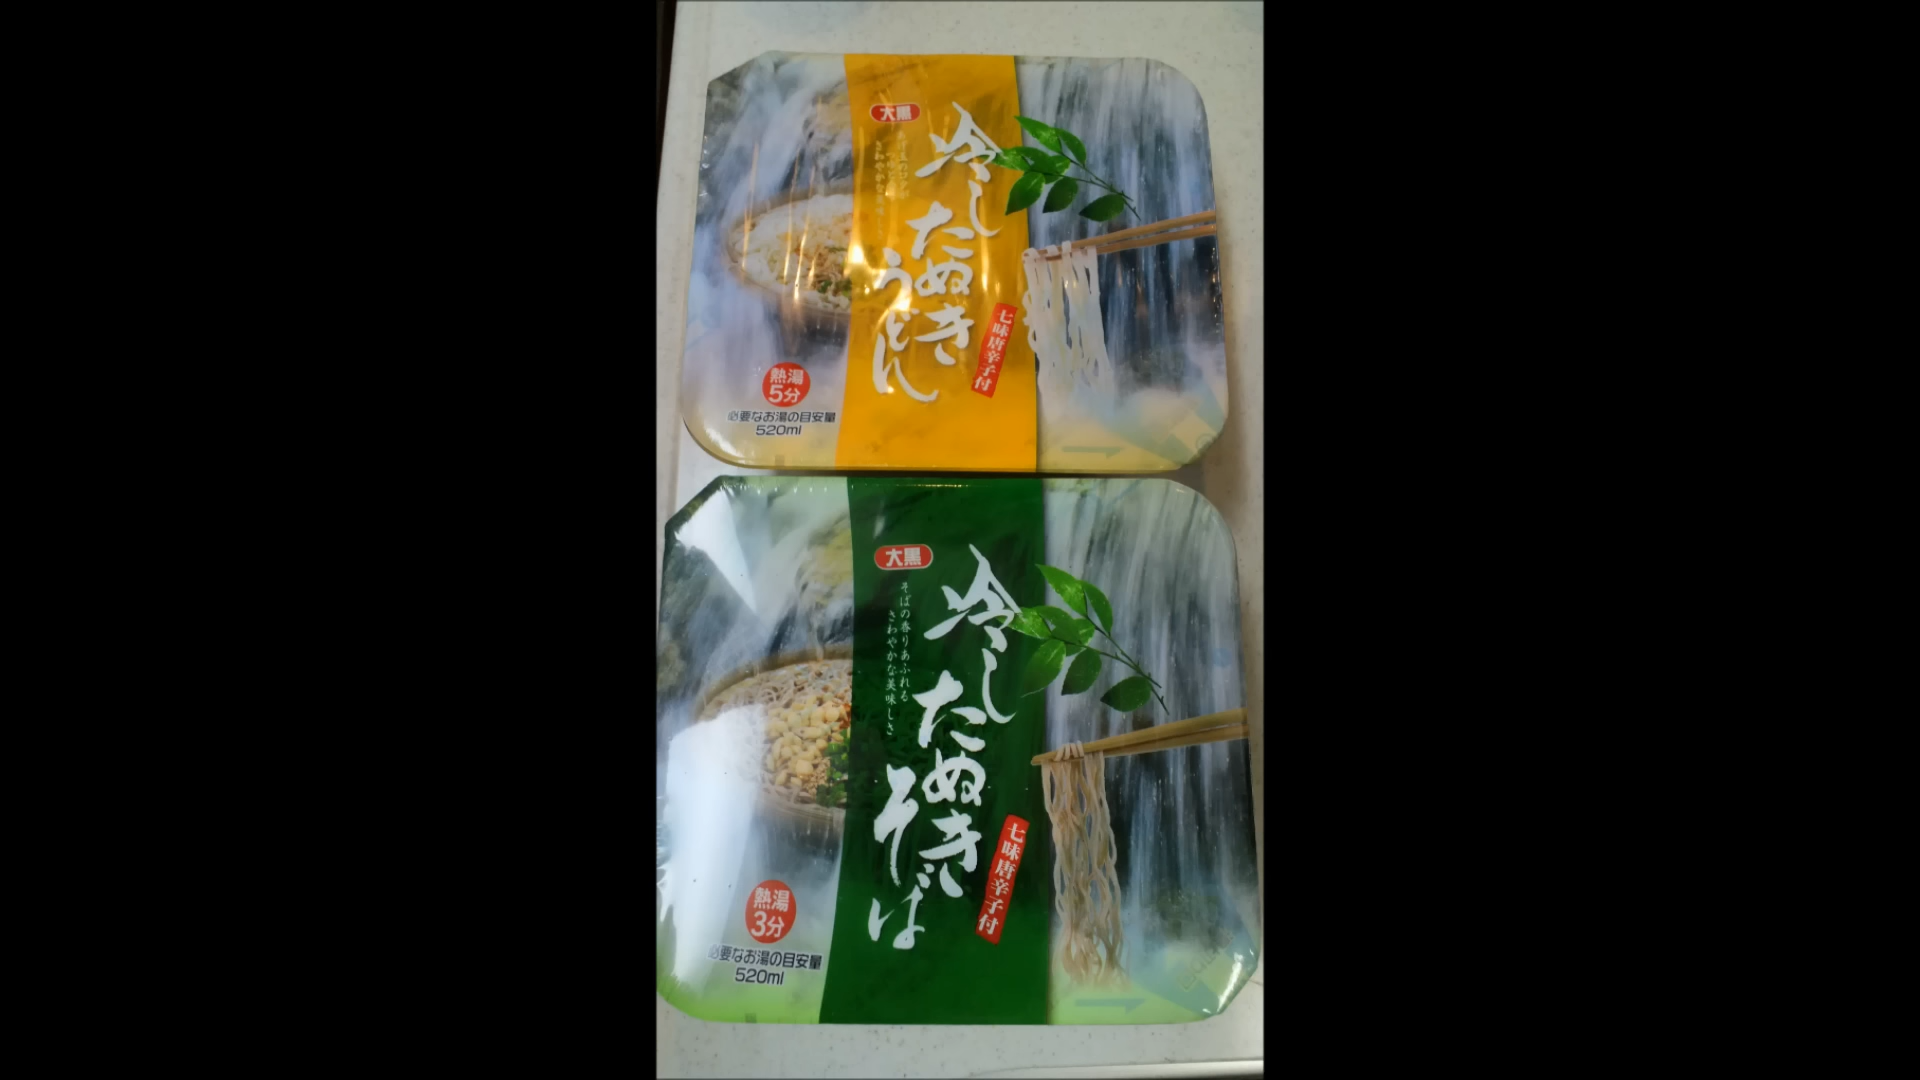 大黒
冷し
たぬき
うどん
七味唐辛子付
熱湯
5分
必要なお湯の目安量
520ml
大黒
そばの香りあふれる
さわやかな美味しさ
冷し
たぬき
そば
七味唐辛子付
熱湯
3分
必要なお湯の目安量
520ml